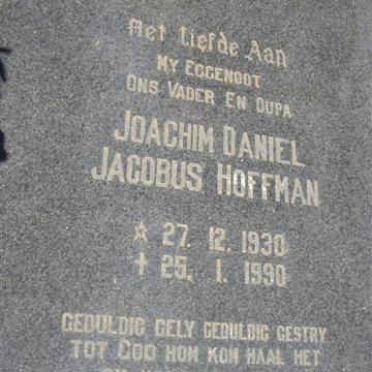 Met Liefde Aan
MY EGGENOOT
ONS VADER EN OUPA
JOACHIM DANIEL
JACOBUS HOFFMAN
☆ 27. 12. 1930
† 25. 1. 1990
GEDULDIG GELY GEDULDIG GESTRY
TOT GOD HOM KOM HAAL HET